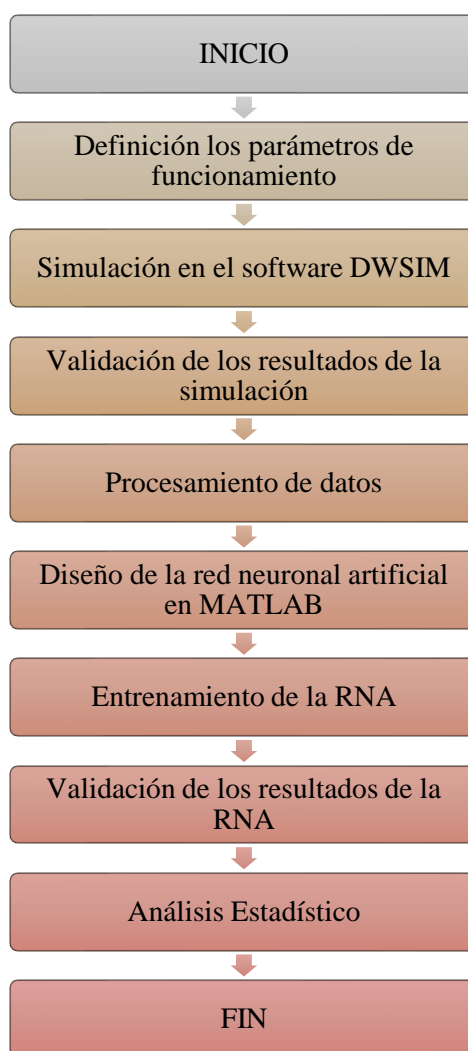 INICIO
Definición los parámetros de
funcionamiento
Simulación en el software DWSIM
Validación de los resultados de la
simulación
Procesamiento de datos
Diseño de la red neuronal artificial
en MATLAB
Entrenamiento de la RNA
Validación de los resultados de la
RNA
Análisis Estadístico
FIN